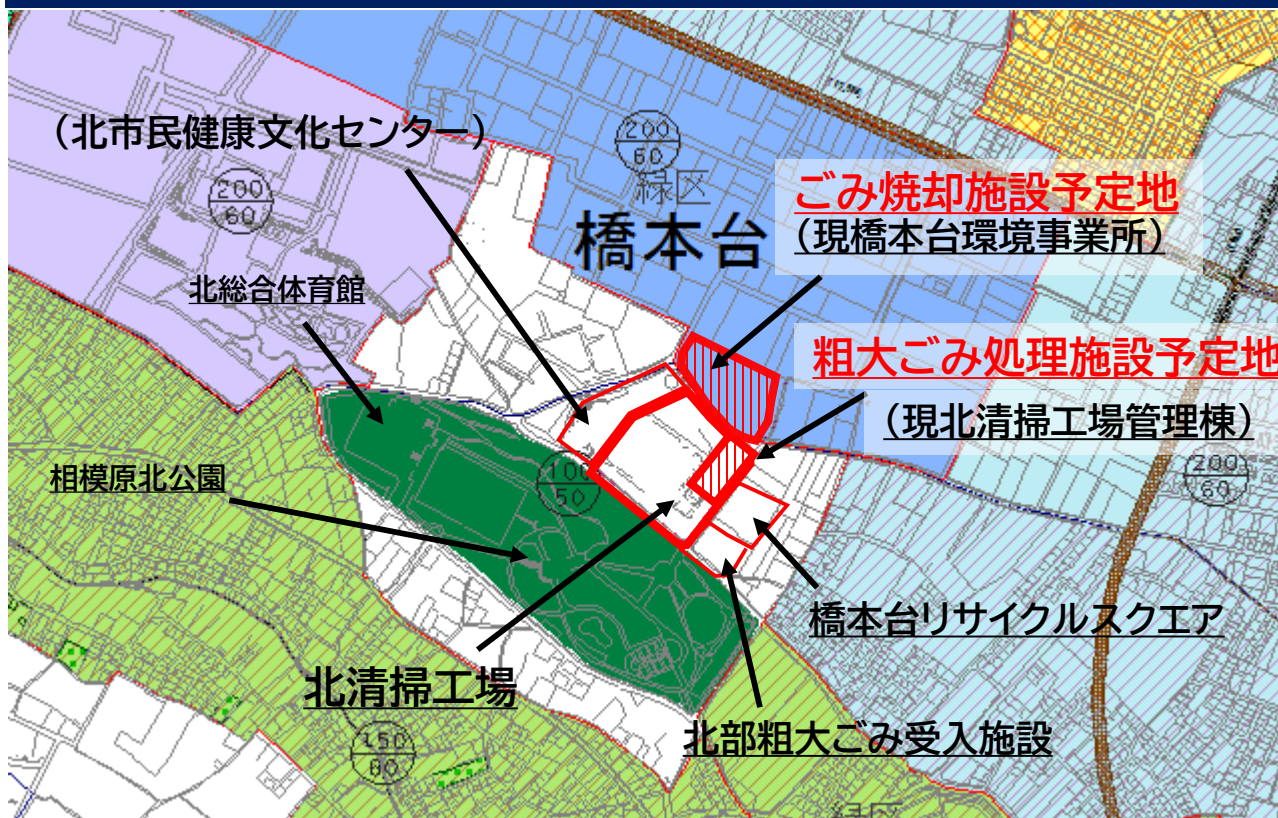 (北市民健康文化センター)
200
60
緑区
200
60
ごみ焼却施設予定地
(現橋本台環境事業所)
橋本台
北総合体育館
粗大ごみ処理施設予定地
(現北清掃工場管理棟)
100
50
200
60
相模原北公園
橋本台リサイクルスクエア
北清掃工場
北部粗大ごみ受入施設
150
80
緑区